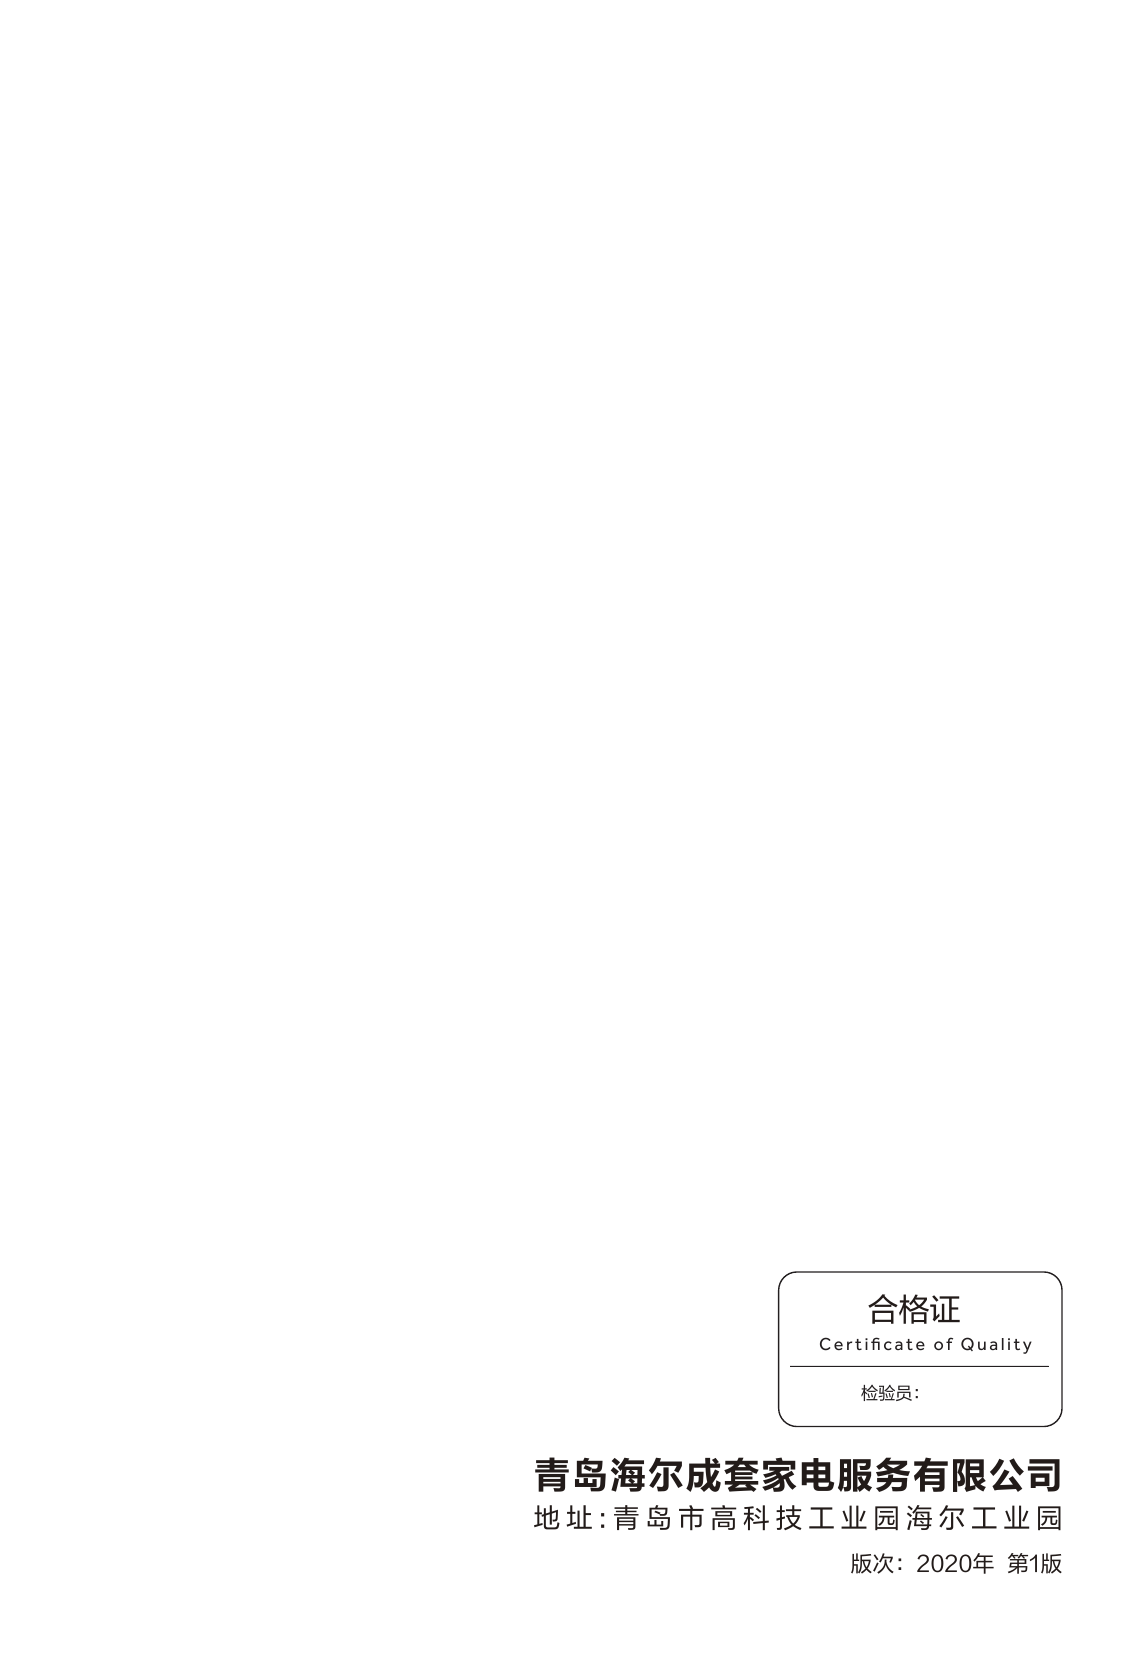 合格证
Certificate of Quality
检验员：
青岛海尔成套家电服务有限公司
地址:青岛市高科技工业园海尔工业园
版次：2020年 第1版